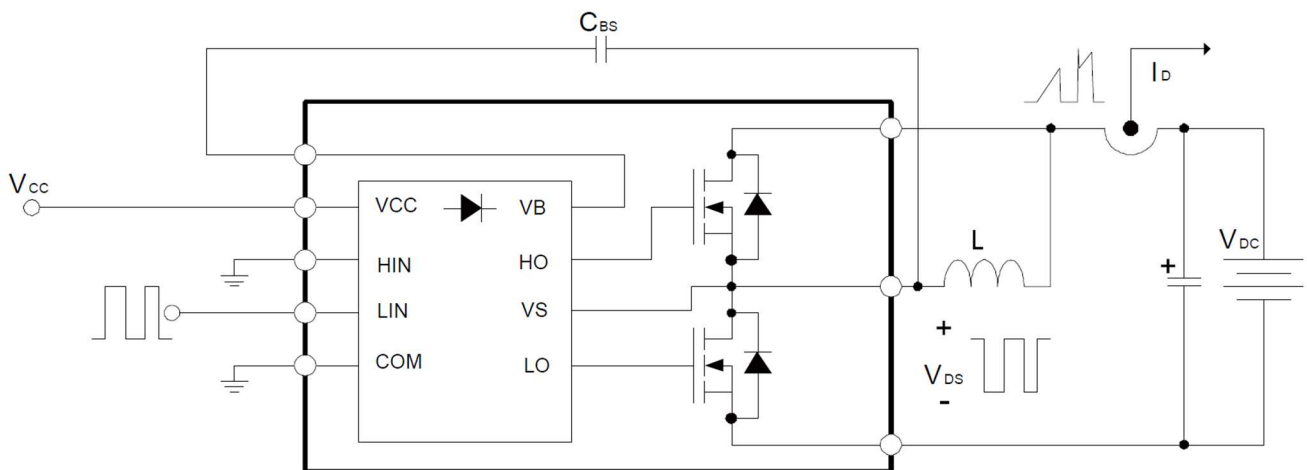 CBS
ID
VCC
VCC VB
HIN HO
LIN VS
COM LO
L
VDC
+
+
VDS
-